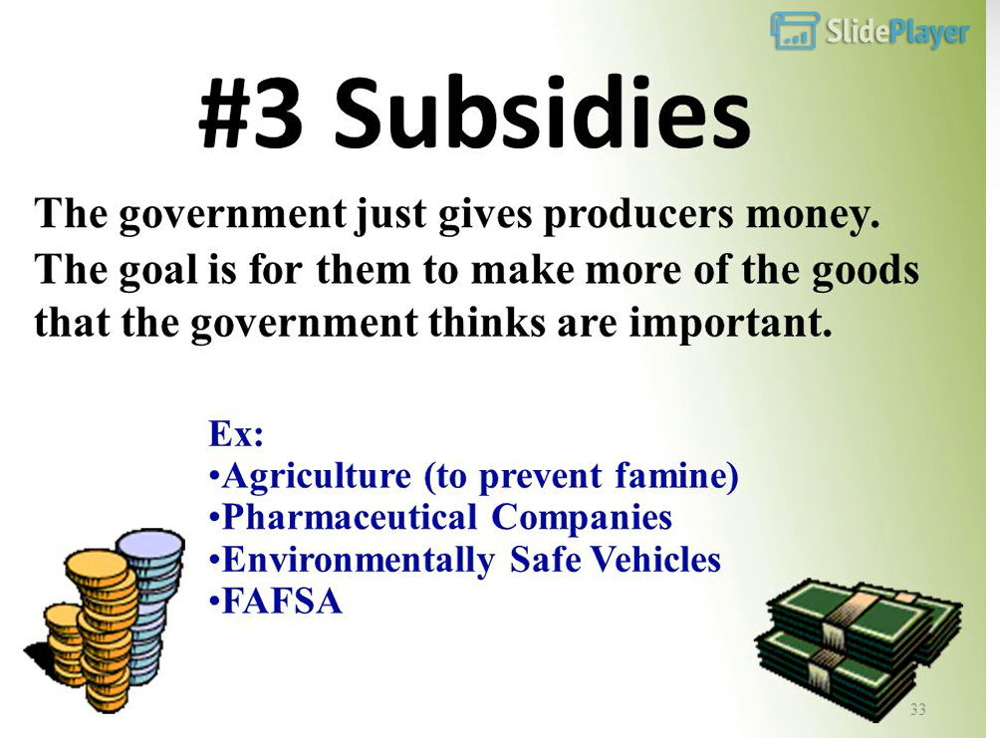 SlidePlayer
#3 Subsidies
The government just gives producers money.
The goal is for them to make more of the goods
that the government thinks are important.
Ex:
•Agriculture (to prevent famine)
•Pharmaceutical Companies
•Environmentally Safe Vehicles
•FAFSA
33